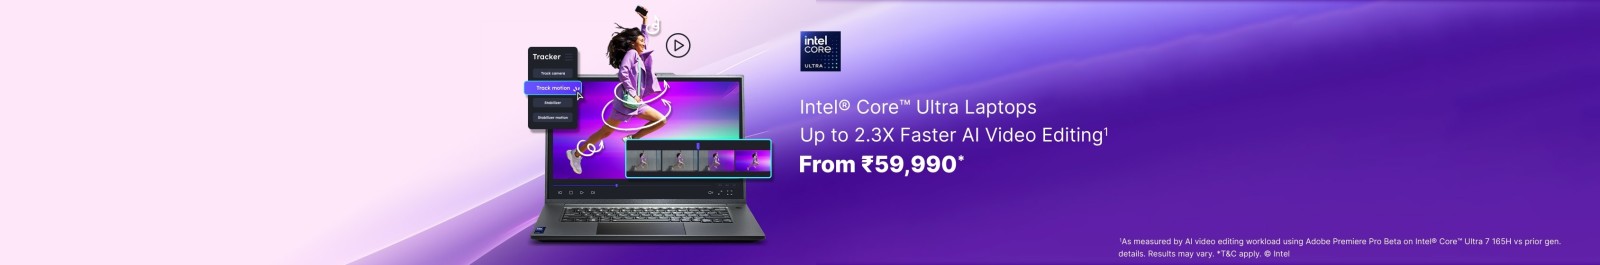 Tracker
Track camera
Track motion
Stabilizer
Stabilizer motion
intel
CORE
ULTRA
Intel® Core™ Ultra Laptops
Up to 2.3X Faster AI Video Editing¹
From ₹59,990*
¹As measured by AI video editing workload using Adobe Premiere Pro Beta on Intel® Core™ Ultra 7 165H vs prior gen.
details. Results may vary. *T&C apply. © Intel